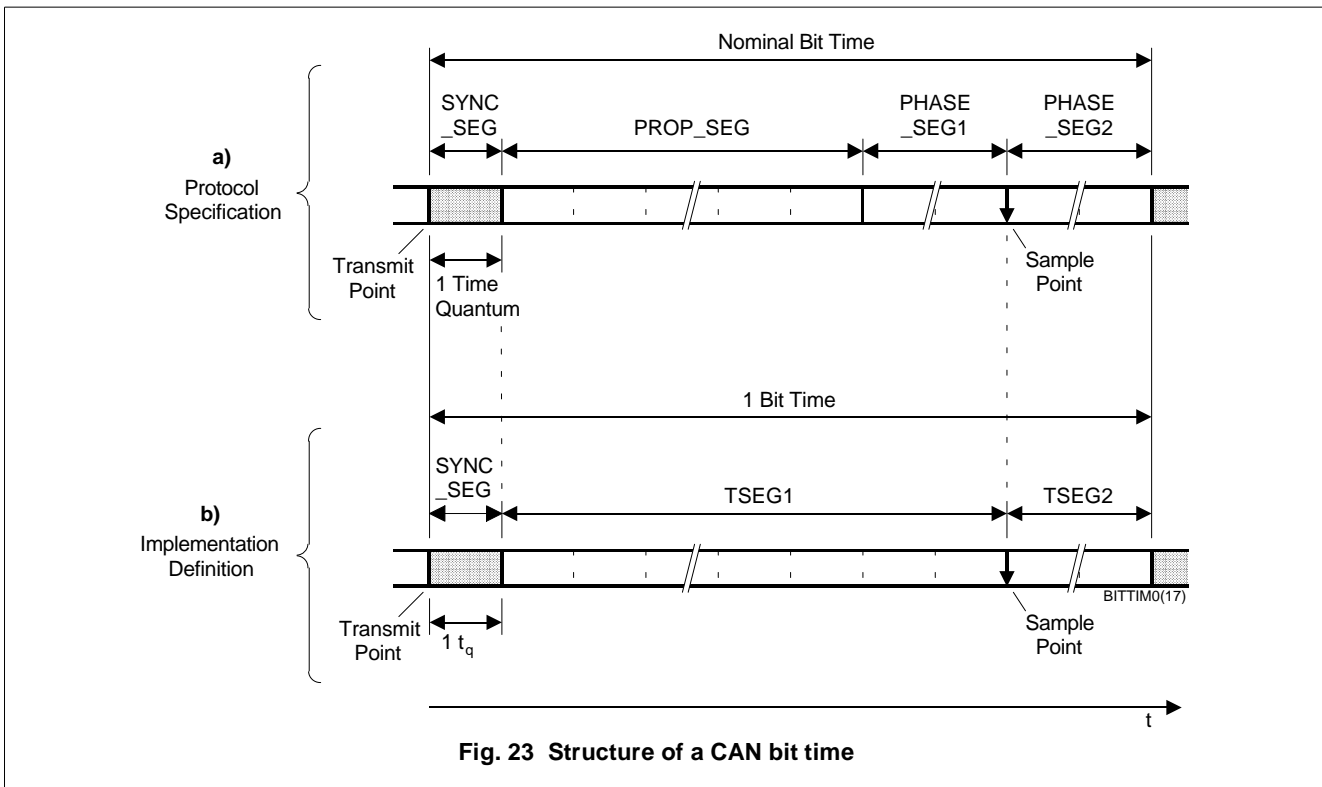 Nominal Bit Time
SYNC
_SEG
PROP_SEG
PHASE
_SEG1
PHASE
_SEG2
a)
Protocol
Specification
Transmit
Point
1 Time
Quantum
Sample
Point
1 Bit Time
SYNC
_SEG
TSEG1
TSEG2
b)
Implementation
Definition
BITTIM0(17)
Transmit
Point
1 tq
Sample
Point
t
Fig. 23 Structure of a CAN bit time